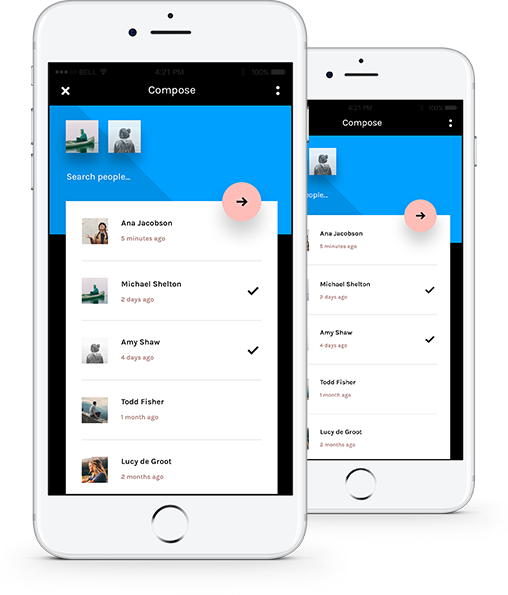 BELL 4:21 PM 100%
Compose
Search people...
Ana Jacobson
5 minutes ago
Michael Shelton
2 days ago
Amy Shaw
4 days ago
Todd Fisher
1 month ago
Lucy de Groot
2 months ago
4:21 PM 100%
Compose
people...
Ana Jacobson
5 minutes ago
Michael Shelton
2 days ago
Amy Shaw
4 days ago
Todd Fisher
1 month ago
Lucy de Groot
2 months ago